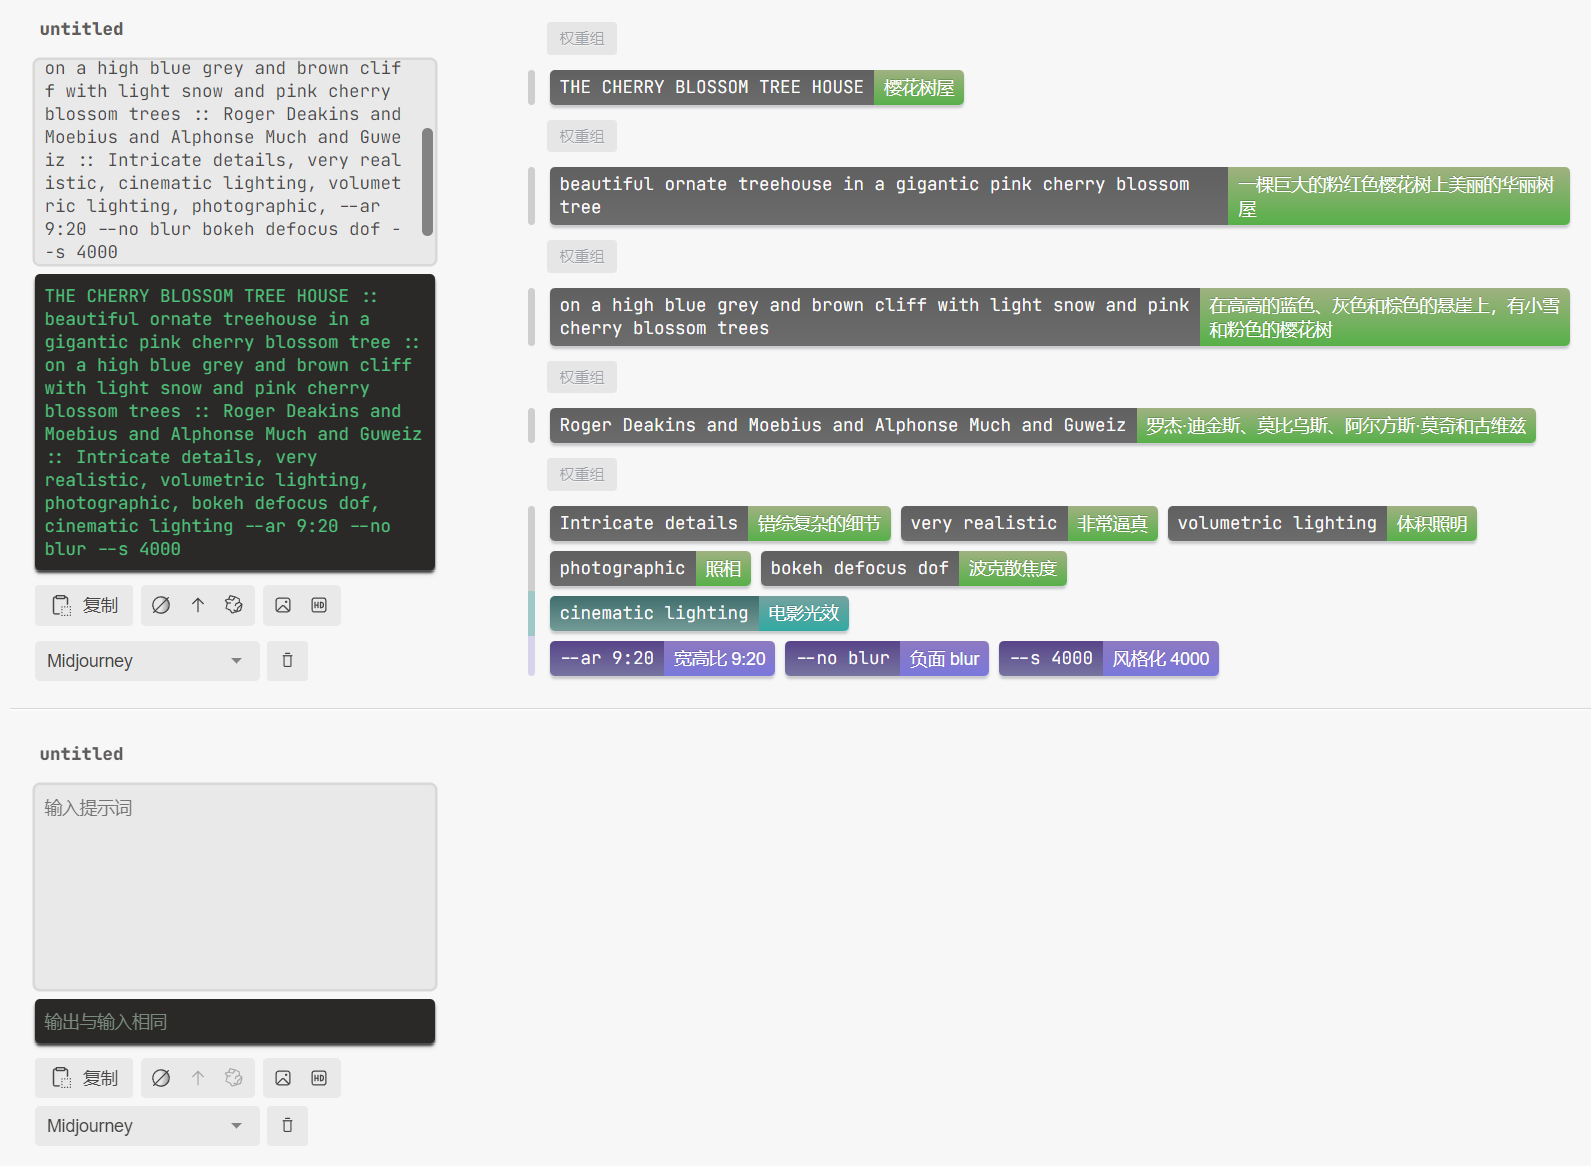 untitled
on a high blue grey and brown clif
f with light snow and pink cherry
blossom trees :: Roger Deakins and
Moebius and Alphonse Much and Guwe
iz :: Intricate details, very real
istic, cinematic lighting, volumet
ric lighting, photographic, --ar
9:20 --no blur bokeh defocus dof -
-s 4000
THE CHERRY BLOSSOM TREE HOUSE ::
beautiful ornate treehouse in a
gigantic pink cherry blossom tree ::
on a high blue grey and brown cliff
with light snow and pink cherry
blossom trees :: Roger Deakins and
Moebius and Alphonse Much and Guweiz
:: Intricate details, very
realistic, volumetric lighting,
photographic, bokeh defocus dof,
cinematic lighting --ar 9:20 --no
blur --s 4000
复制
HD
Midjourney
权重组
THE CHERRY BLOSSOM TREE HOUSE 樱花树屋
权重组
beautiful ornate treehouse in a gigantic pink cherry blossom
tree
一棵巨大的粉红色樱花树上美丽的华丽树
屋
权重组
on a high blue grey and brown cliff with light snow and pink
cherry blossom trees
在高高的蓝色、灰色和棕色的悬崖上，有小雪
和粉色的樱花树
权重组
Roger Deakins and Moebius and Alphonse Much and Guweiz 罗杰·迪金斯、莫比乌斯、阿尔方斯·莫奇和古维兹
权重组
Intricate details 错综复杂的细节 very realistic 非常逼真 volumetric lighting 体积照明
photographic 照相 bokeh defocus dof 波克散焦度
cinematic lighting 电影光效
--ar 9:20 宽高比 9:20 --no blur 负面 blur --s 4000 风格化 4000
untitled
输入提示词
输出与输入相同
复制
HD
Midjourney